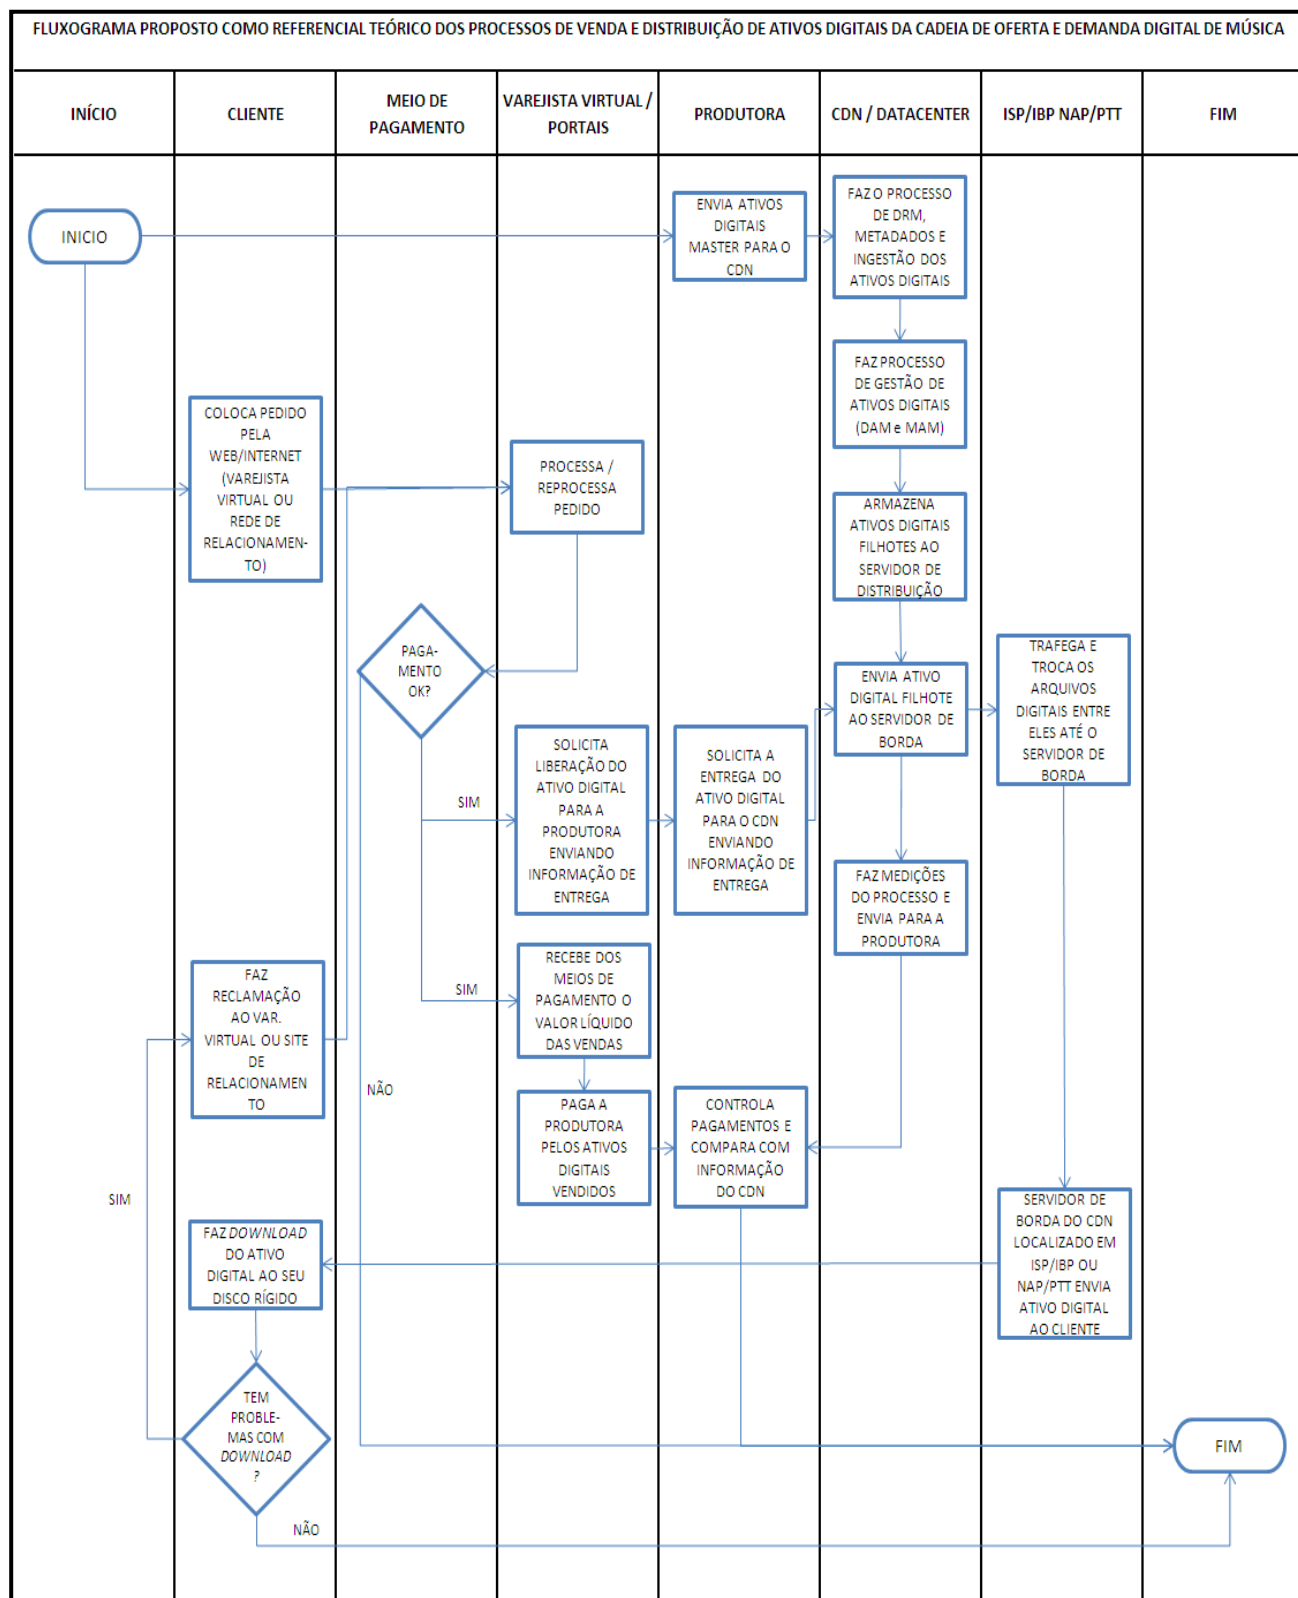 FLUXOGRAMA PROPOSTO COMO REFERENCIAL TEÓRICO DOS PROCESSOS DE VENDA E DISTRIBUIÇÃO DE ATIVOS DIGITAIS DA CADEIA DE OFERTA E DEMANDA DIGITAL DE MÚSICA
INÍCIO
CLIENTE
MEIO DE
PAGAMENTO
VAREJISTA VIRTUAL /
PORTAIS
PRODUTORA
CDN / DATACENTER
ISP/IBP NAP/PTT
FIM
INICIO
ENVIA ATIVOS
DIGITAIS
MASTER PARA O
CDN
FAZ O PROCESSO
DE DRM,
METADADOS E
INGESTÃO DOS
ATIVOS DIGITAIS
FAZ PROCESSO
DE GESTÃO DE
ATIVOS DIGITAIS
(DAM e MAM)
COLOCA PEDIDO
PELA
WEB/INTERNET
(VAREJISTA
VIRTUAL OU
REDE DE
RELACIONAMEN-
TO)
PROCESSA /
REPROCESSA
PEDIDO
ARMAZENA
ATIVOS DIGITAIS
FILHOTES AO
SERVIDOR DE
DISTRIBUIÇÃO
PAGA-
MENTO
OK?
ENVIA ATIVO
DIGITAL FILHOTE
AO SERVIDOR DE
BORDA
TRAFEGA E
TROCA OS
ARQUIVOS
DIGITAIS ENTRE
ELES ATÉ O
SERVIDOR DE
BORDA
SIM
SOLICITA
LIBERAÇÃO DO
ATIVO DIGITAL
PARA A
PRODUTORA
ENVIANDO
INFORMAÇÃO DE
ENTREGA
SOLICITA A
ENTREGA DO
ATIVO DIGITAL
PARA O CDN
ENVIANDO
INFORMAÇÃO DE
ENTREGA
FAZ MEDIÇÕES
DO PROCESSO E
ENVIA PARA A
PRODUTORA
FAZ
RECLAMAÇÃO
AO VAR.
VIRTUAL OU SITE
DE
RELACIONAMEN
TO
SIM
RECEBE DOS
MEIOS DE
PAGAMENTO O
VALOR LÍQUIDO
DAS VENDAS
NÃO
PAGA A
PRODUTORA
PELOS ATIVOS
DIGITAIS
VENDIDOS
CONTROLA
PAGAMENTOS E
COMPARA COM
INFORMAÇÃO
DO CDN
SIM
FAZ DOWNLOAD
DO ATIVO
DIGITAL AO SEU
DISCO RÍGIDO
SERVIDOR DE
BORDA DO CDN
LOCALIZADO EM
ISP/IBP OU
NAP/PTT ENVIA
ATIVO DIGITAL
AO CLIENTE
TEM
PROBLE-
MAS COM
DOWNLOAD
?
FIM
NÃO